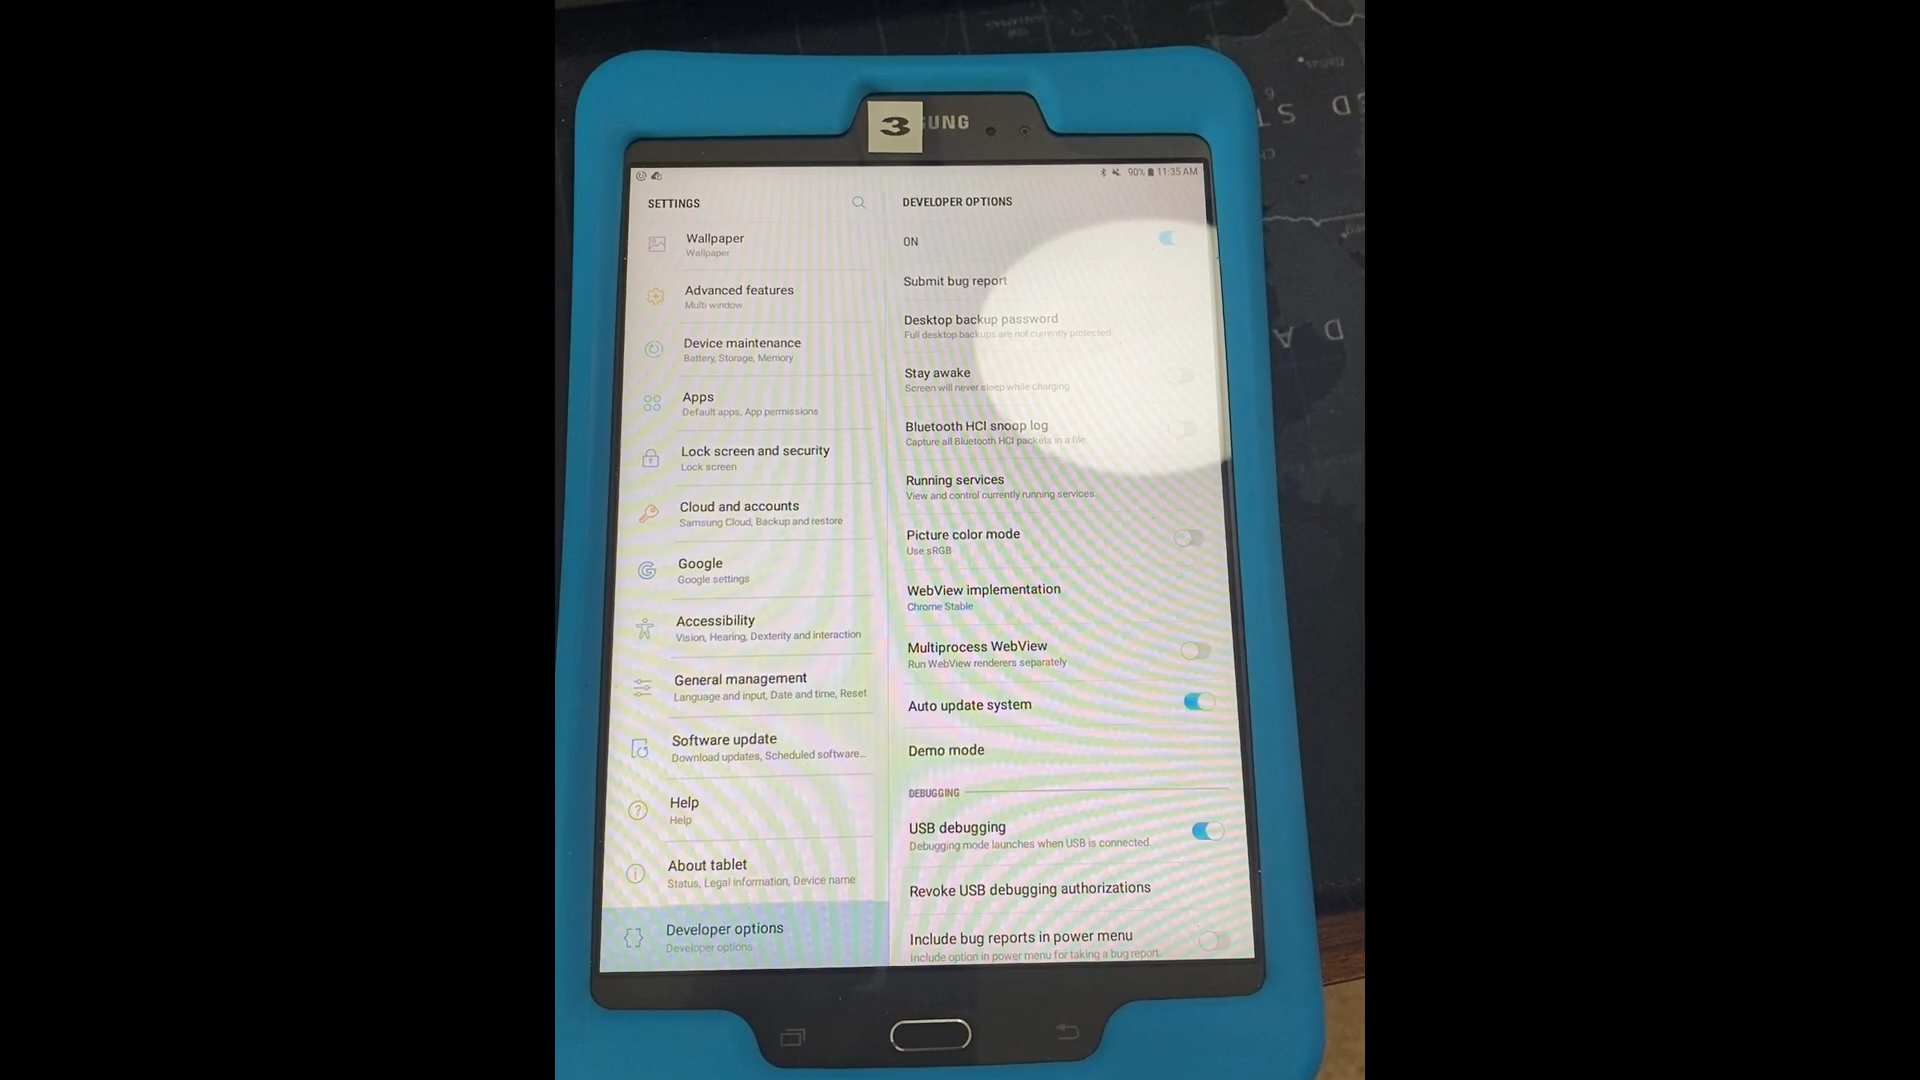 3
UNG
90% 11:35 AM
SETTINGS
Wallpaper
Wallpaper
Advanced features
Multi window
Device maintenance
Battery, Storage, Memory
Apps
Default apps, App permissions
Lock screen and security
Lock screen
Cloud and accounts
Samsung Cloud, Backup and restore
Google
Google settings
Accessibility
Vision, Hearing, Dexterity and interaction
General management
Language and input, Date and time, Reset
Software update
Download updates, Scheduled software...
Help
Help
About tablet
Status, Legal information, Device name
Developer options
Developer options
DEVELOPER OPTIONS
ON
Submit bug report
Desktop backup password
Full desktop backups are not currently protected.
Stay awake
Screen will never sleep while charging.
Bluetooth HCI snoop log
Capture all Bluetooth HCI packets in a file.
Running services
View and control currently running services.
Picture color mode
Use sRGB
WebView implementation
Chrome Stable
Multiprocess WebView
Run WebView renderers separately
Auto update system
Demo mode
DEBUGGING
USB debugging
Debugging mode launches when USB is connected.
Revoke USB debugging authorizations
Include bug reports in power menu
Include option in power menu for taking a bug report.